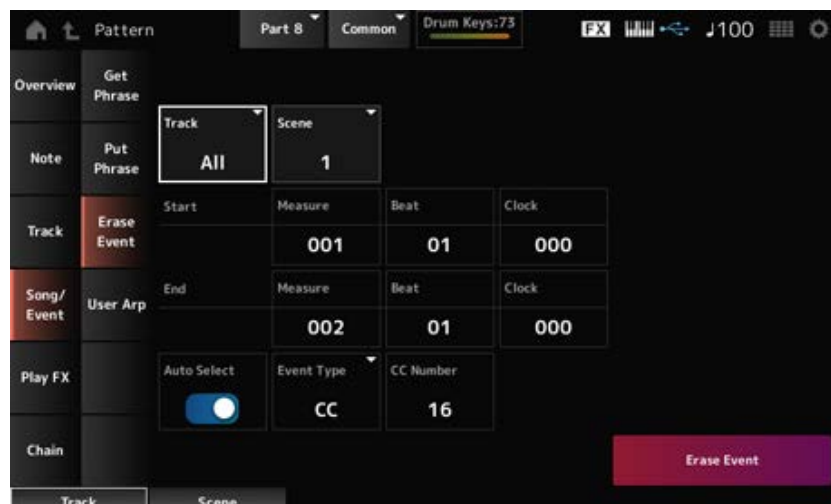 Pattern
Part 8
Common
Drum Keys:73
FX
♩100
Overview
Get
Phrase
Note
Put
Phrase
Track
Erase
Event
Song/
Event
User Arp
Play FX
Chain
Track
All
Scene
1
Start
Measure
001
Beat
01
Clock
000
End
Measure
002
Beat
01
Clock
000
Auto Select
Event Type
CC
CC Number
16
Erase Event
Track
Scene